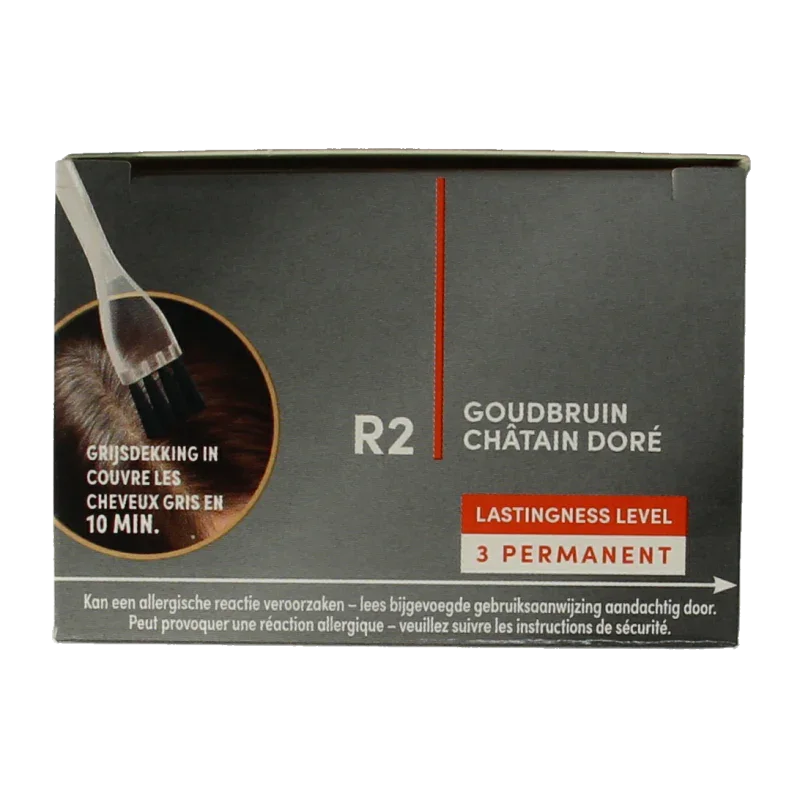 GRIJSDEKKING IN
COUVRE LES
CHEVEUX GRIS EN
10 MIN.
R2
GOUDBRUIN
CHÂTAIN DORÉ
LASTINGNESS LEVEL
3 PERMANENT
Kan een allergische reactie veroorzaken – lees bijgevoegde gebruiksaanwijzing aandachtig door.
Peut provoquer une réaction allergique – veuillez suivre les instructions de sécurité.